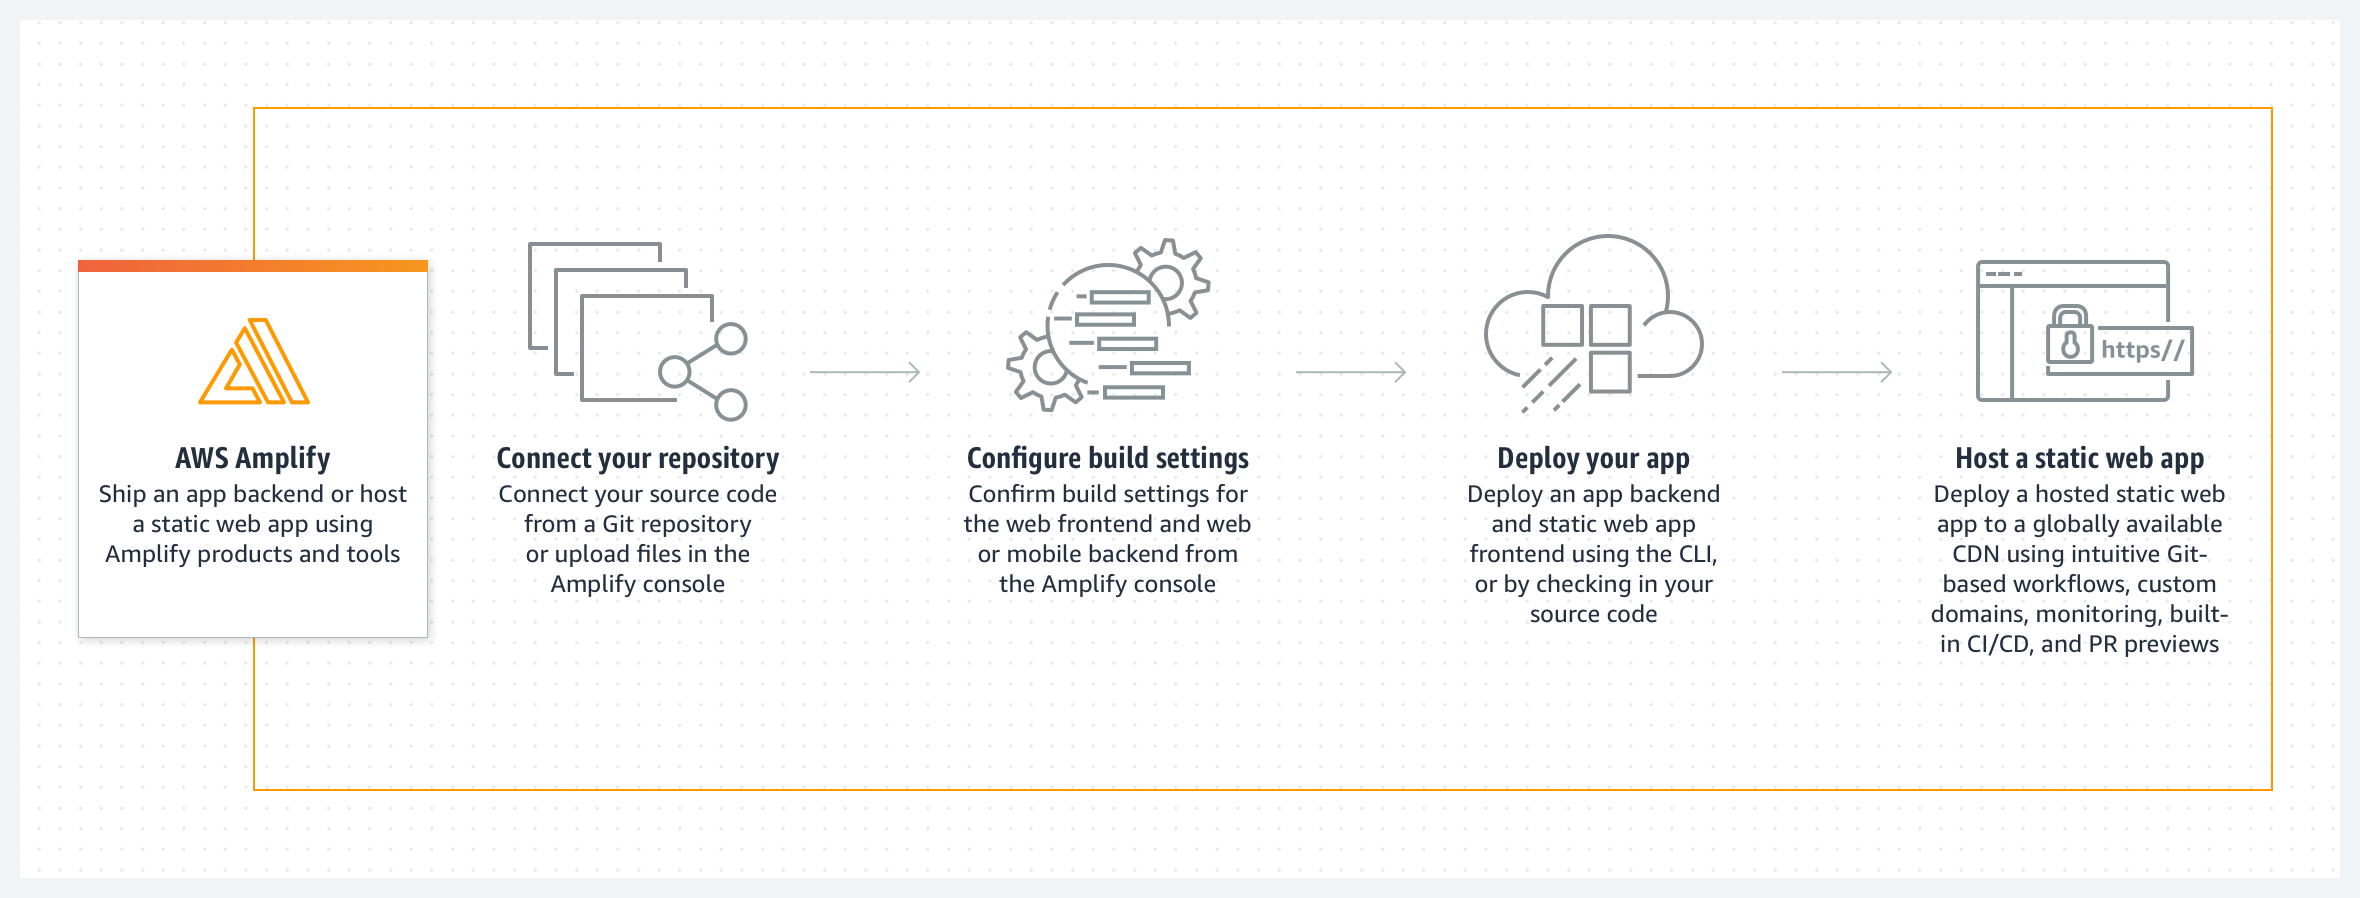 AWS Amplify
Ship an app backend or host
a static web app using
Amplify products and tools
Connect your repository
Connect your source code
from a Git repository
or upload files in the
Amplify console
Configure build settings
Confirm build settings for
the web frontend and web
or mobile backend from
the Amplify console
Deploy your app
Deploy an app backend
and static web app
frontend using the CLI,
or by checking in your
source code
https//
Host a static web app
Deploy a hosted static web
app to a globally available
CDN using intuitive Git-
based workflows, custom
domains, monitoring, built-
in CI/CD, and PR previews